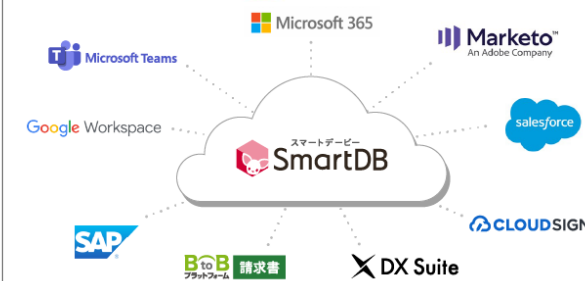 Microsoft 365
Marketo™
An Adobe Company
Microsoft Teams
Google Workspace
salesforce
スマートデービー
SmartDB
CLOUDSIGN
SAP
BtoB
プラットフォーム
請求書
DX Suite